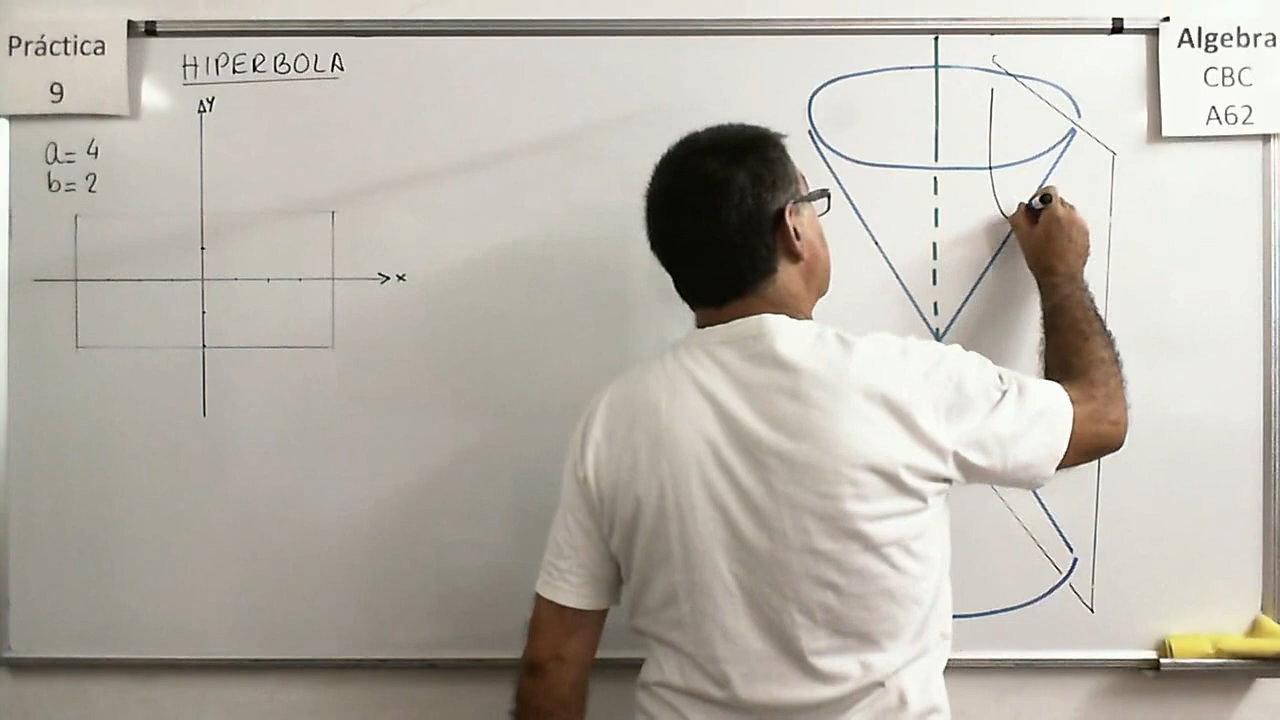 Práctica
9
HIPERBOLA
Y
a=4
b=2
x
Algebra
CBC
A62